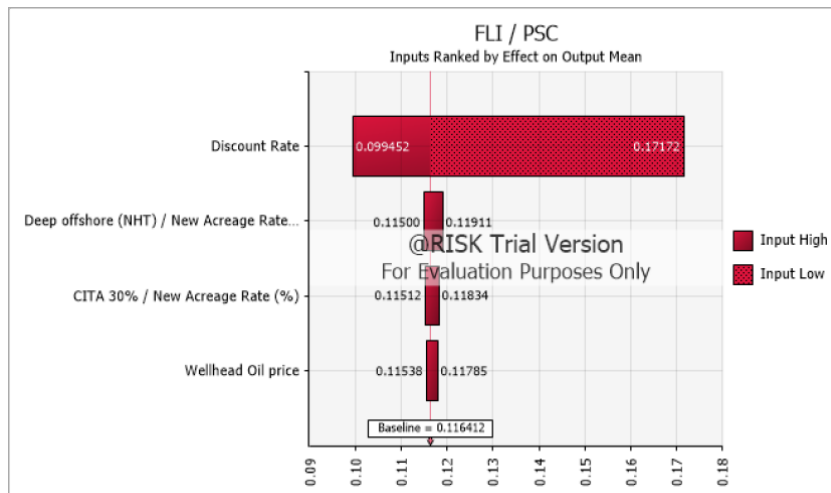 FLI / PSC
Inputs Ranked by Effect on Output Mean
Discount Rate
0.099452 0.17172
Deep offshore (NHT) / New Acreage Rate...
0.11500 0.11911
@RISK Trial Version
For Evaluation Purposes Only
Input High
Input Low
CITA 30% / New Acreage Rate (%)
0.11512 0.11834
Wellhead Oil price
0.11538 0.11785
Baseline = 0.116412
0.09 0.10 0.11 0.12 0.13 0.14 0.15 0.16 0.17 0.18